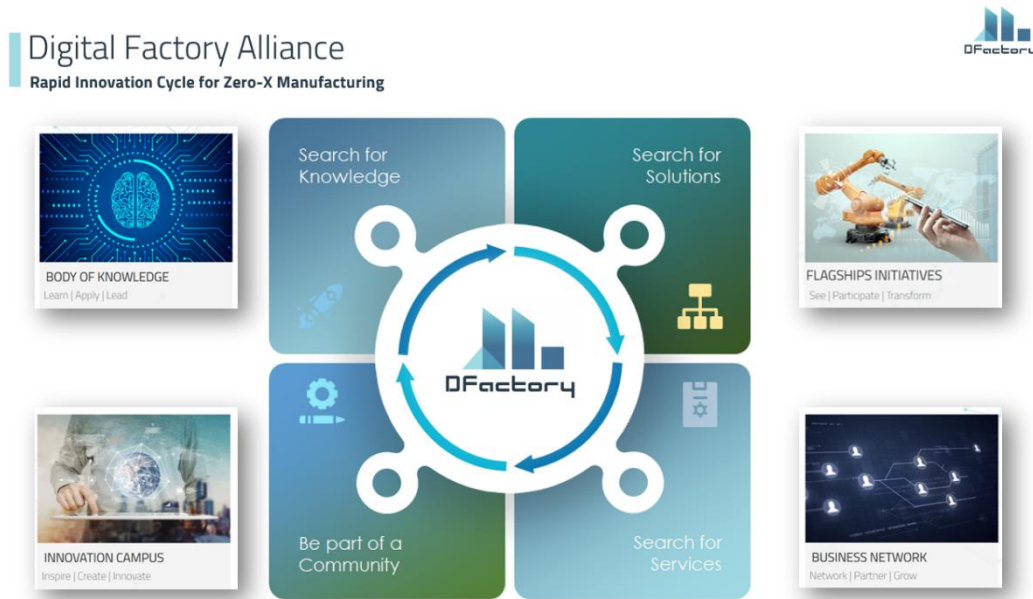 Digital Factory Alliance
DFactory
Rapid Innovation Cycle for Zero-X Manufacturing
Search for
Knowledge
Search for
Solutions
BODY OF KNOWLEDGE
Learn | Apply | Lead
FLAGSHIPS INITIATIVES
See | Participate | Transform
DFactory
Be part of a
Community
Search for
Services
INNOVATION CAMPUS
Inspire | Create | Innovate
BUSINESS NETWORK
Network | Partner | Grow